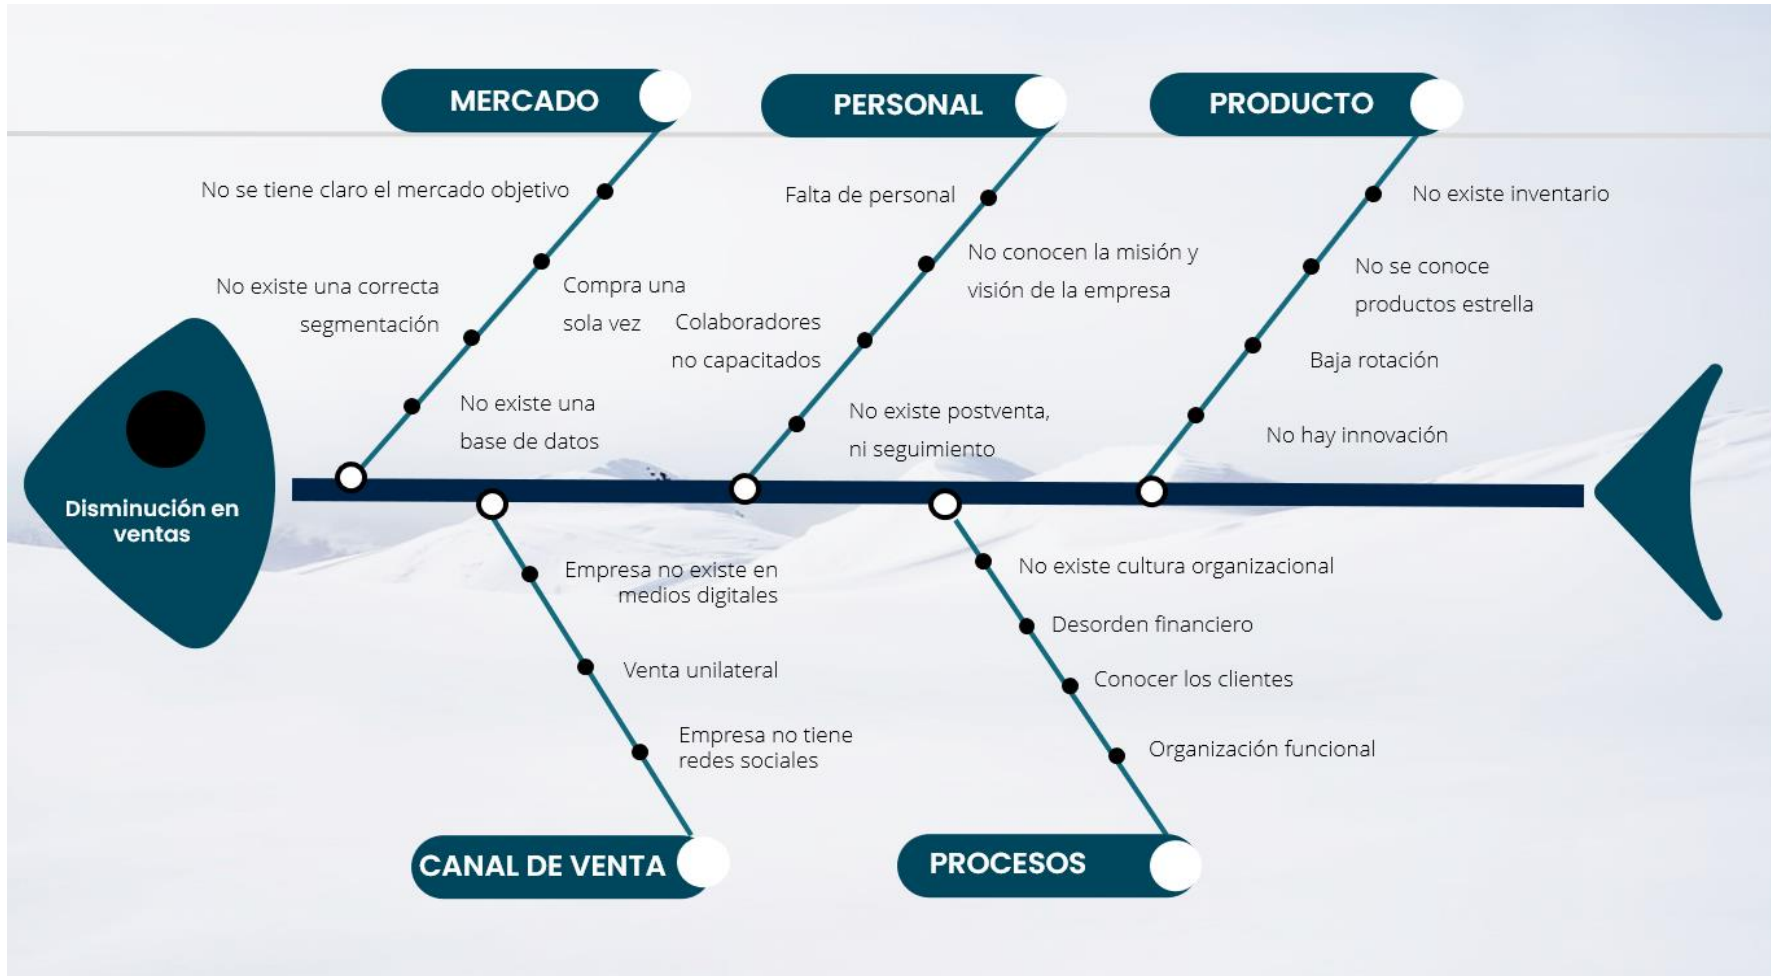 MERCADO
No se tiene claro el mercado objetivo
No existe una correcta
segmentación
Compra una
sola vez
No existe una
base de datos
PERSONAL
Falta de personal
No conocen la misión y
visión de la empresa
Colaboradores
no capacitados
No existe postventa,
ni seguimiento
PRODUCTO
No existe inventario
No se conoce
productos estrella
Baja rotación
No hay innovación
Disminución en
ventas
Empresa no existe en
medios digitales
Venta unilateral
Empresa no tiene
redes sociales
CANAL DE VENTA
No existe cultura organizacional
Desorden financiero
Conocer los clientes
Organización funcional
PROCESOS